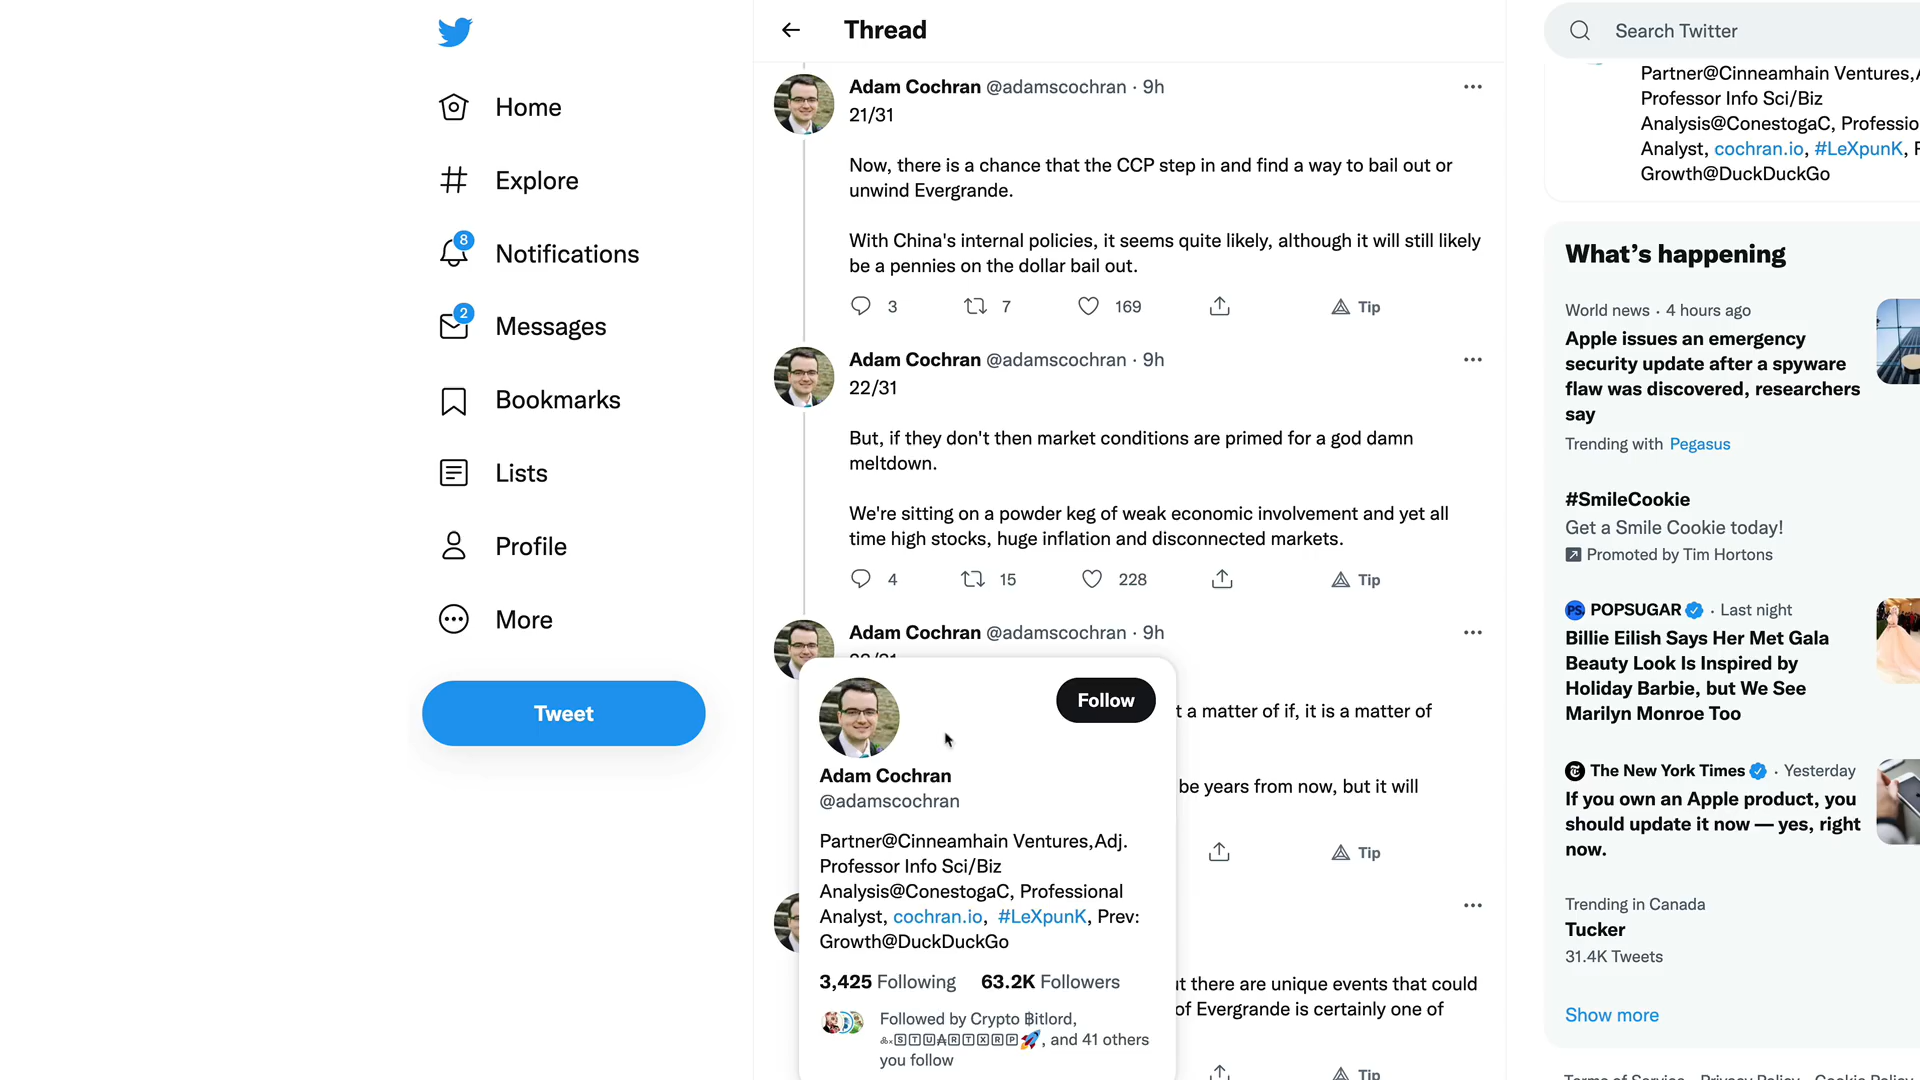 Home
Explore
8
Notifications
2
Messages
Bookmarks
Lists
Profile
More
Tweet
Thread
Adam Cochran @adamscochran · 9h
21/31
Now, there is a chance that the CCP step in and find a way to bail out or
unwind Evergrande.
With China's internal policies, it seems quite likely, although it will still likely
be a pennies on the dollar bail out.
3 7 169 Tip
Adam Cochran @adamscochran · 9h
22/31
But, if they don't then market conditions are primed for a god damn
meltdown.
We're sitting on a powder keg of weak economic involvement and yet all
time high stocks, huge inflation and disconnected markets.
4 15 228 Tip
Adam Cochran @adamscochran · 9h
t a matter of if, it is a matter of
be years from now, but it will
Tip
t there are unique events that could
of Evergrande is certainly one of
Tip
Follow
Adam Cochran
@adamscochran
Partner@Cinneamhain Ventures,Adj.
Professor Info Sci/Biz
Analysis@ConestogaC, Professional
Analyst, cochran.io, #LeXpunK, Prev:
Growth@DuckDuckGo
3,425 Following 63.2K Followers
Followed by Crypto ฿itlord,
🅂🅃🅄₳🅁🅃🅇🅁🄿🚀, and 41 others
you follow
Search Twitter
Partner@Cinneamhain Ventures,
Professor Info Sci/Biz
Analysis@ConestogaC, Professio
Analyst, cochran.io, #LeXpunK,
Growth@DuckDuckGo
What's happening
World news · 4 hours ago
Apple issues an emergency
security update after a spyware
flaw was discovered, researchers
say
Trending with Pegasus
#SmileCookie
Get a Smile Cookie today!
Promoted by Tim Hortons
PS POPSUGAR · Last night
Billie Eilish Says Her Met Gala
Beauty Look Is Inspired by
Holiday Barbie, but We See
Marilyn Monroe Too
The New York Times · Yesterday
If you own an Apple product, you
should update it now — yes, right
now.
Trending in Canada
Tucker
31.4K Tweets
Show more
Terms of Service Privacy Policy Cookie Policy